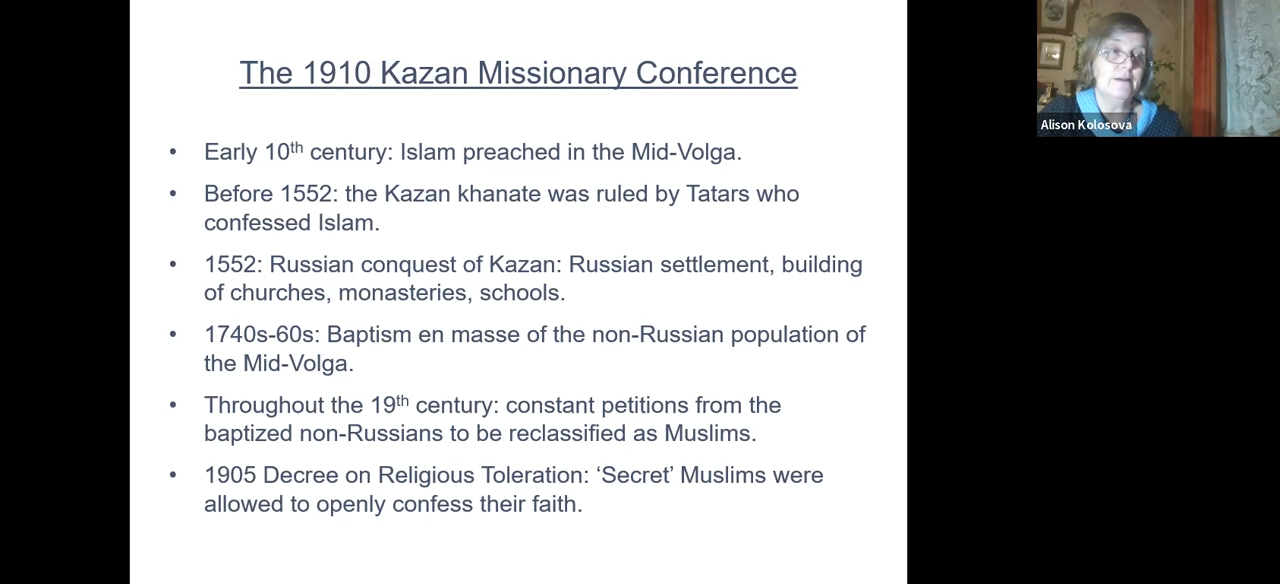 The 1910 Kazan Missionary Conference
• Early 10th century: Islam preached in the Mid-Volga.
• Before 1552: the Kazan khanate was ruled by Tatars who
confessed Islam.
• 1552: Russian conquest of Kazan: Russian settlement, building
of churches, monasteries, schools.
• 1740s-60s: Baptism en masse of the non-Russian population of
the Mid-Volga.
• Throughout the 19th century: constant petitions from the
baptized non-Russians to be reclassified as Muslims.
• 1905 Decree on Religious Toleration: ‘Secret’ Muslims were
allowed to openly confess their faith.
Alison Kolosova